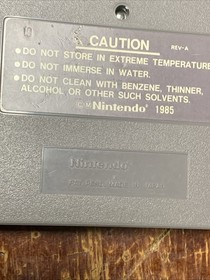 CAUTION
REV-A
•DO NOT STORE IN EXTREME TEMPERATURE
•DO NOT IMMERSE IN WATER.
•DO NOT CLEAN WITH BENZENE, THINNER,
ALCOHOL OR OTHER SUCH SOLVENTS.
©Nintendo 1985
Nintendo